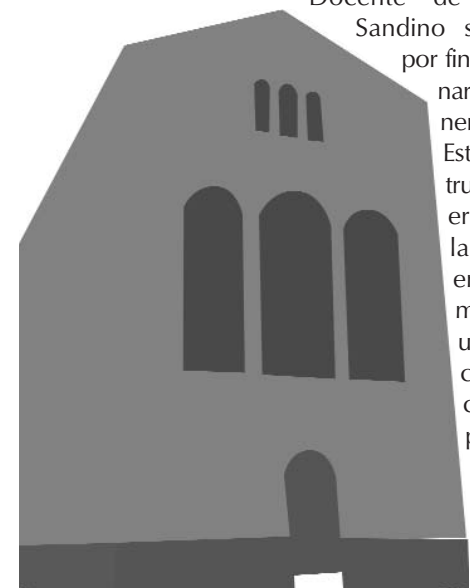 Docente de
Sandino s
por fin
nar
ner
Est
tru
er
la
er
m
u
c
c
p